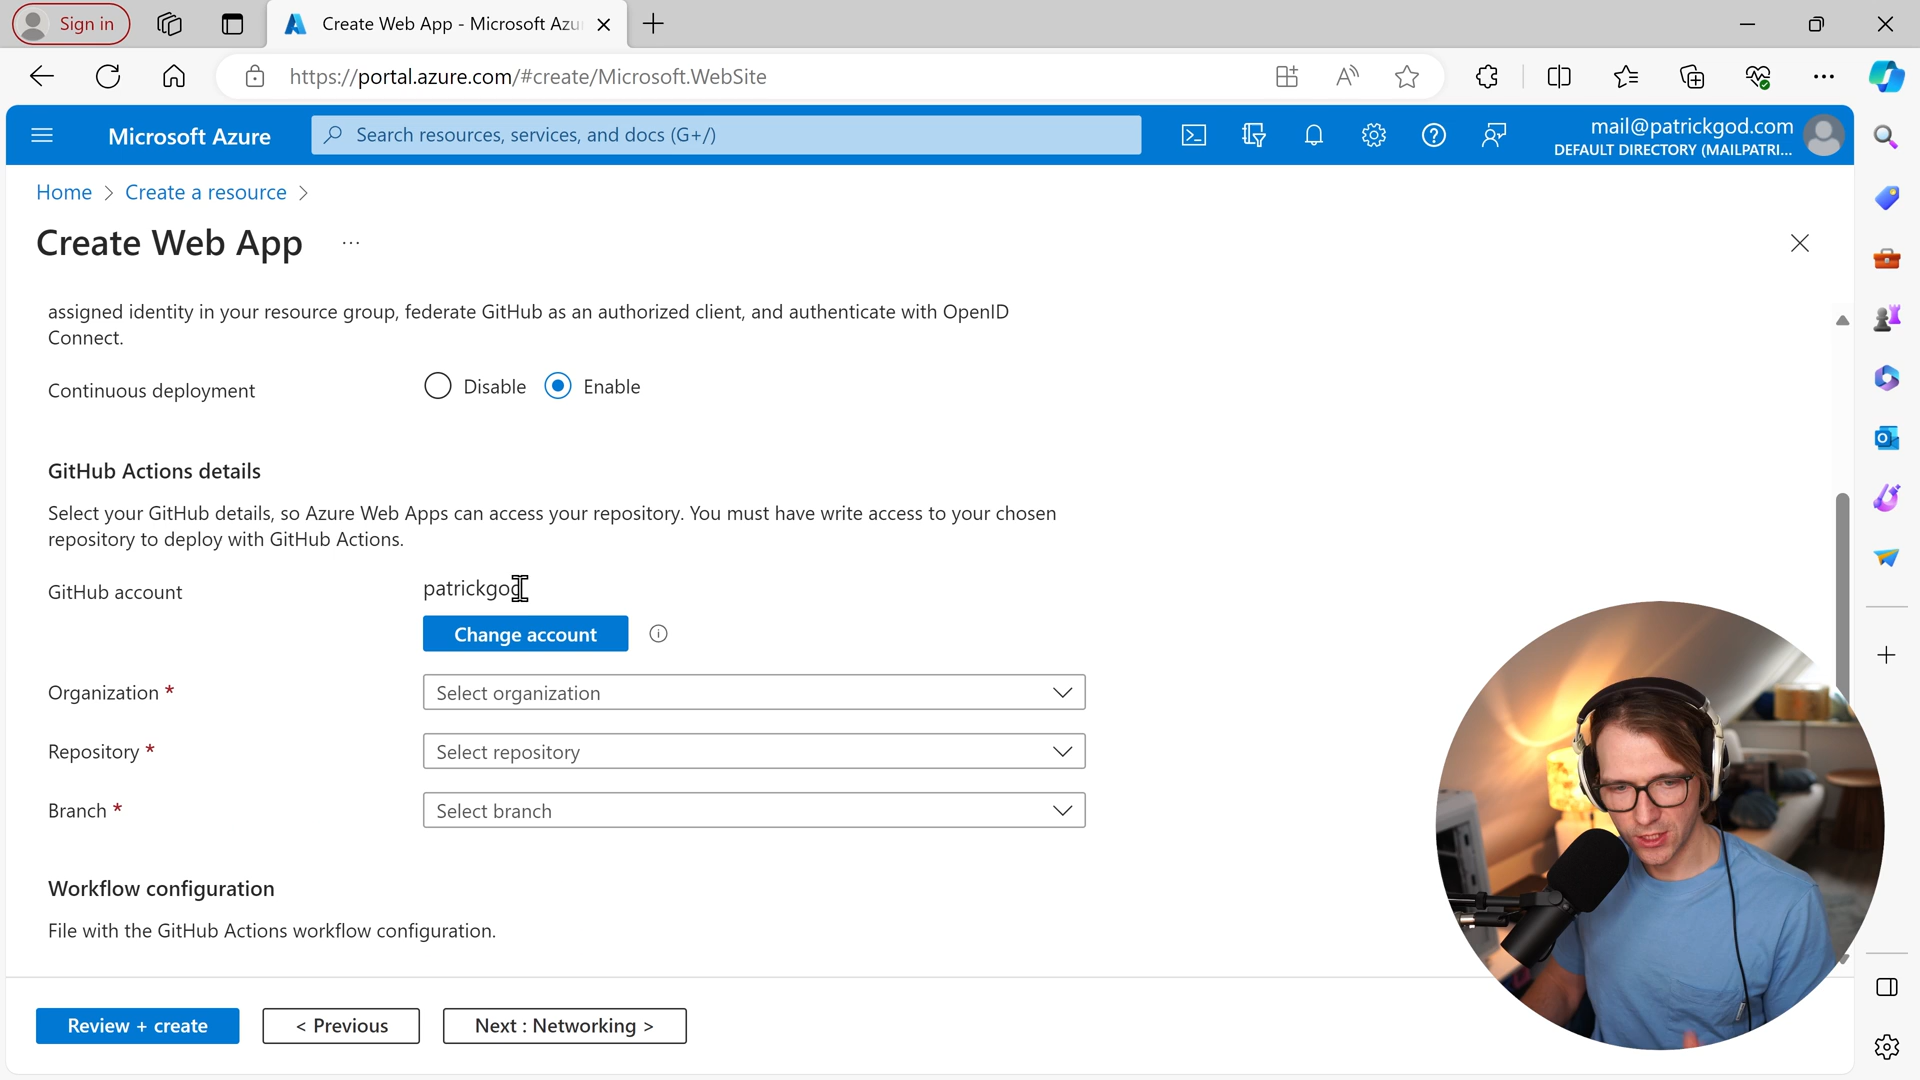 Sign in
Create Web App - Microsoft Azu
https://portal.azure.com/#create/Microsoft.WebSite
Microsoft Azure
Search resources, services, and docs (G+/)
mail@patrickgod.com
DEFAULT DIRECTORY (MAILPATRI...
Home > Create a resource >
Create Web App ...
assigned identity in your resource group, federate GitHub as an authorized client, and authenticate with OpenID
Connect.
Continuous deployment
Disable
Enable
GitHub Actions details
Select your GitHub details, so Azure Web Apps can access your repository. You must have write access to your chosen
repository to deploy with GitHub Actions.
GitHub account
patrickgod
Change account
Organization *
Select organization
Repository *
Select repository
Branch *
Select branch
Workflow configuration
File with the GitHub Actions workflow configuration.
Review + create
< Previous
Next : Networking >